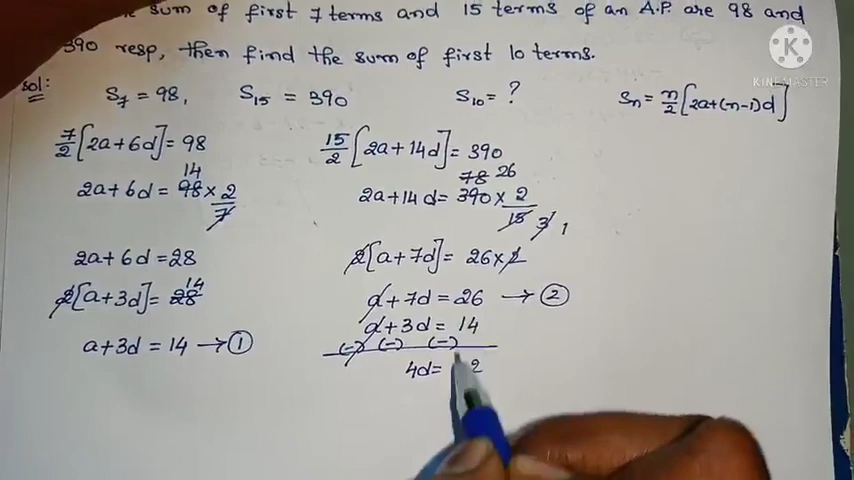 sum of first 7 terms and 15 terms of an A.P. are 98 and
390 resp, then find the sum of first 10 terms.
sol:
S7 = 98, S15 = 390 S10 = ? Sn = n/2 [2a+(n-1)d]
7/2 [2a+6d] = 98
14
2a+6d = 98 × 2/7
2a+6d = 28
14
2[a+3d] = 28
a+3d = 14 → ①
15/2 [2a+14d] = 390
78 26
2a+14d = 390 × 2/15 3 1
2[a+7d] = 26×2
a+7d = 26 → ②
a+3d = 14
(-) (-) (-)
4d= 2
K
KINEMASTER